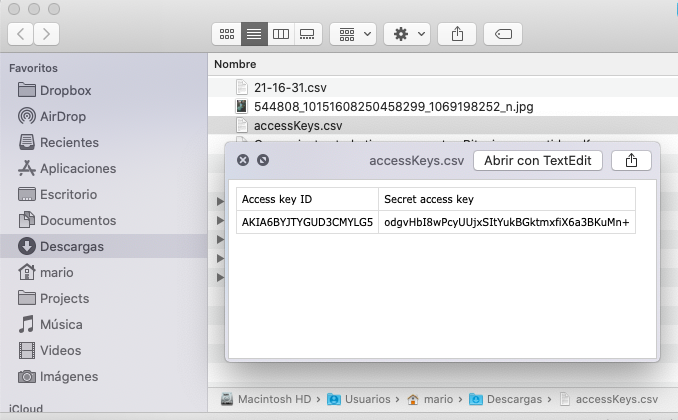 Favoritos
Dropbox
AirDrop
Recientes
Aplicaciones
Escritorio
Documentos
Descargas
mario
Projects
Música
Videos
Imágenes
iCloud
Nombre
21-16-31.csv
544808_10151608250458299_1069198252_n.jpg
accessKeys.csv
accessKeys.csv Abrir con TextEdit
Access key ID Secret access key
AKIA6BYJTYGUD3CMYLG5 odgvHbI8wPcyUUjxSItYukBGktmxfiX6a3BKuMn+
Macintosh HD > Usuarios > mario > Descargas > accessKeys.csv